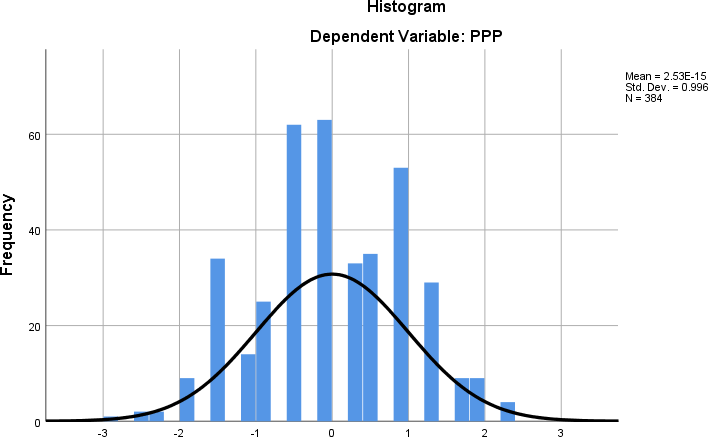 Histogram
Dependent Variable: PPP
Mean = 2.53E-15
Std. Dev. = 0.996
N = 384
Frequency
60
40
20
0
-3 -2 -1 0 1 2 3